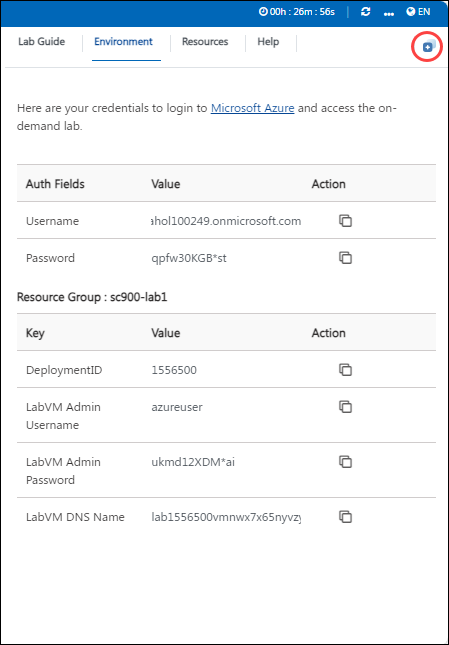 00h : 26m : 56s EN
Lab Guide Environment Resources Help
Here are your credentials to login to Microsoft Azure and access the on-
demand lab.
Auth Fields Value Action
Username ahol100249.onmicrosoft.com
Password qpfw30KGB*st
Resource Group : sc900-lab1
Key Value Action
DeploymentID 1556500
LabVM Admin azureuser
Username
LabVM Admin ukmd12XDM*ai
Password
LabVM DNS Name lab1556500vmnwx7x65nyvzy